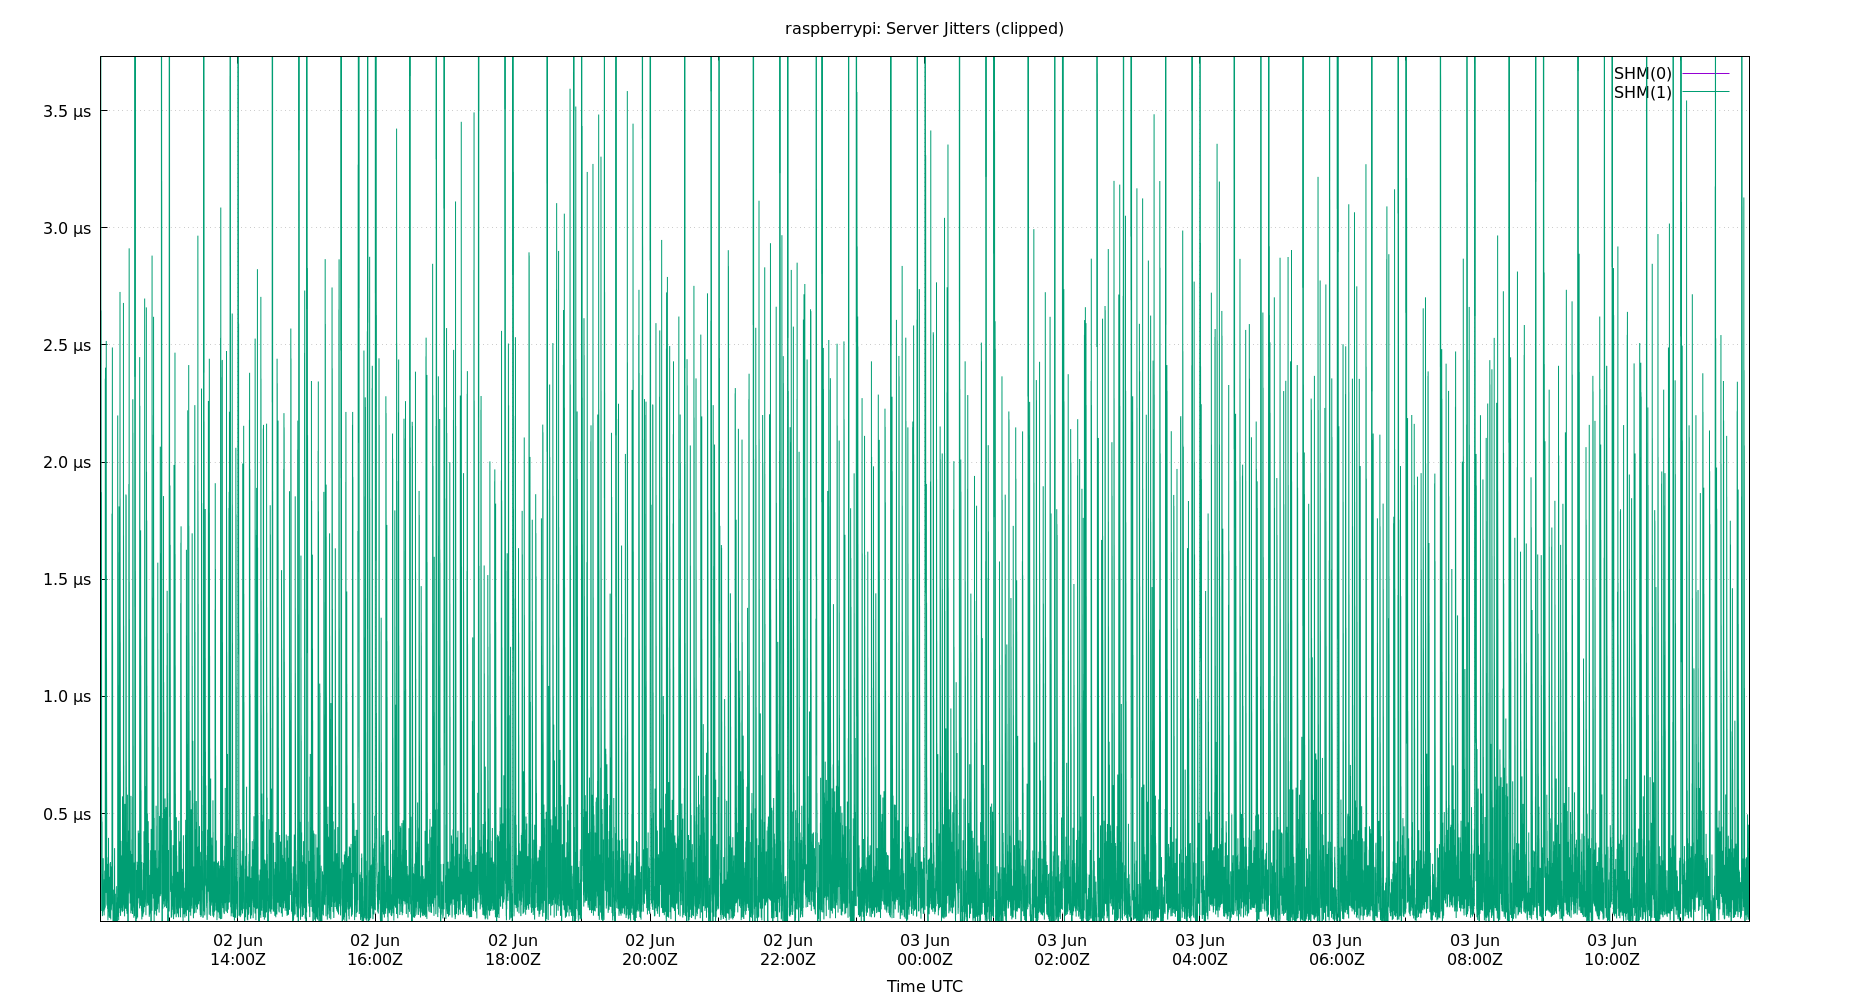 raspberrypi: Server Jitters (clipped)
SHM(0)
SHM(1)
3.5 µs
3.0 µs
2.5 µs
2.0 µs
1.5 µs
1.0 µs
0.5 µs
02 Jun 02 Jun 02 Jun 02 Jun 02 Jun 03 Jun 03 Jun 03 Jun 03 Jun 03 Jun 03 Jun
14:00Z 16:00Z 18:00Z 20:00Z 22:00Z 00:00Z 02:00Z 04:00Z 06:00Z 08:00Z 10:00Z
Time UTC